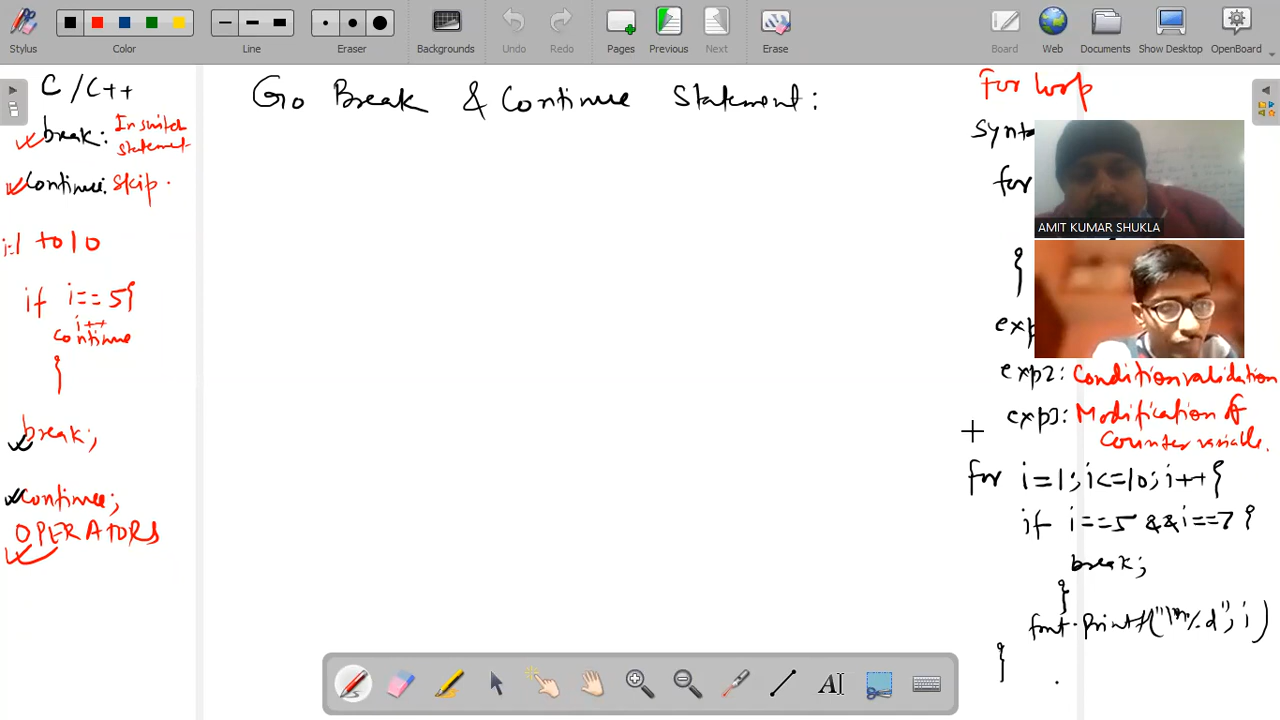 Stylus Color Line Eraser Backgrounds Undo Redo Pages Previous Next Erase Board Web Documents Show Desktop OpenBoard
C/C++
break: In switch
statement
Continue: Skip.
i=1 to 10
if i==5{
i++
continue
}
break;
continue;
OPERATORS
Go Break & Continue Statement:
For loop
Synta
for
AMIT KUMAR SHUKLA
{
exp
exp2: Condition validation
exp3: Modification of
Counter variable.
for i=1; i<=10; i++{
if i==5 && i==7 {
break;
}
fmt.Printf("\n%d", i)
}